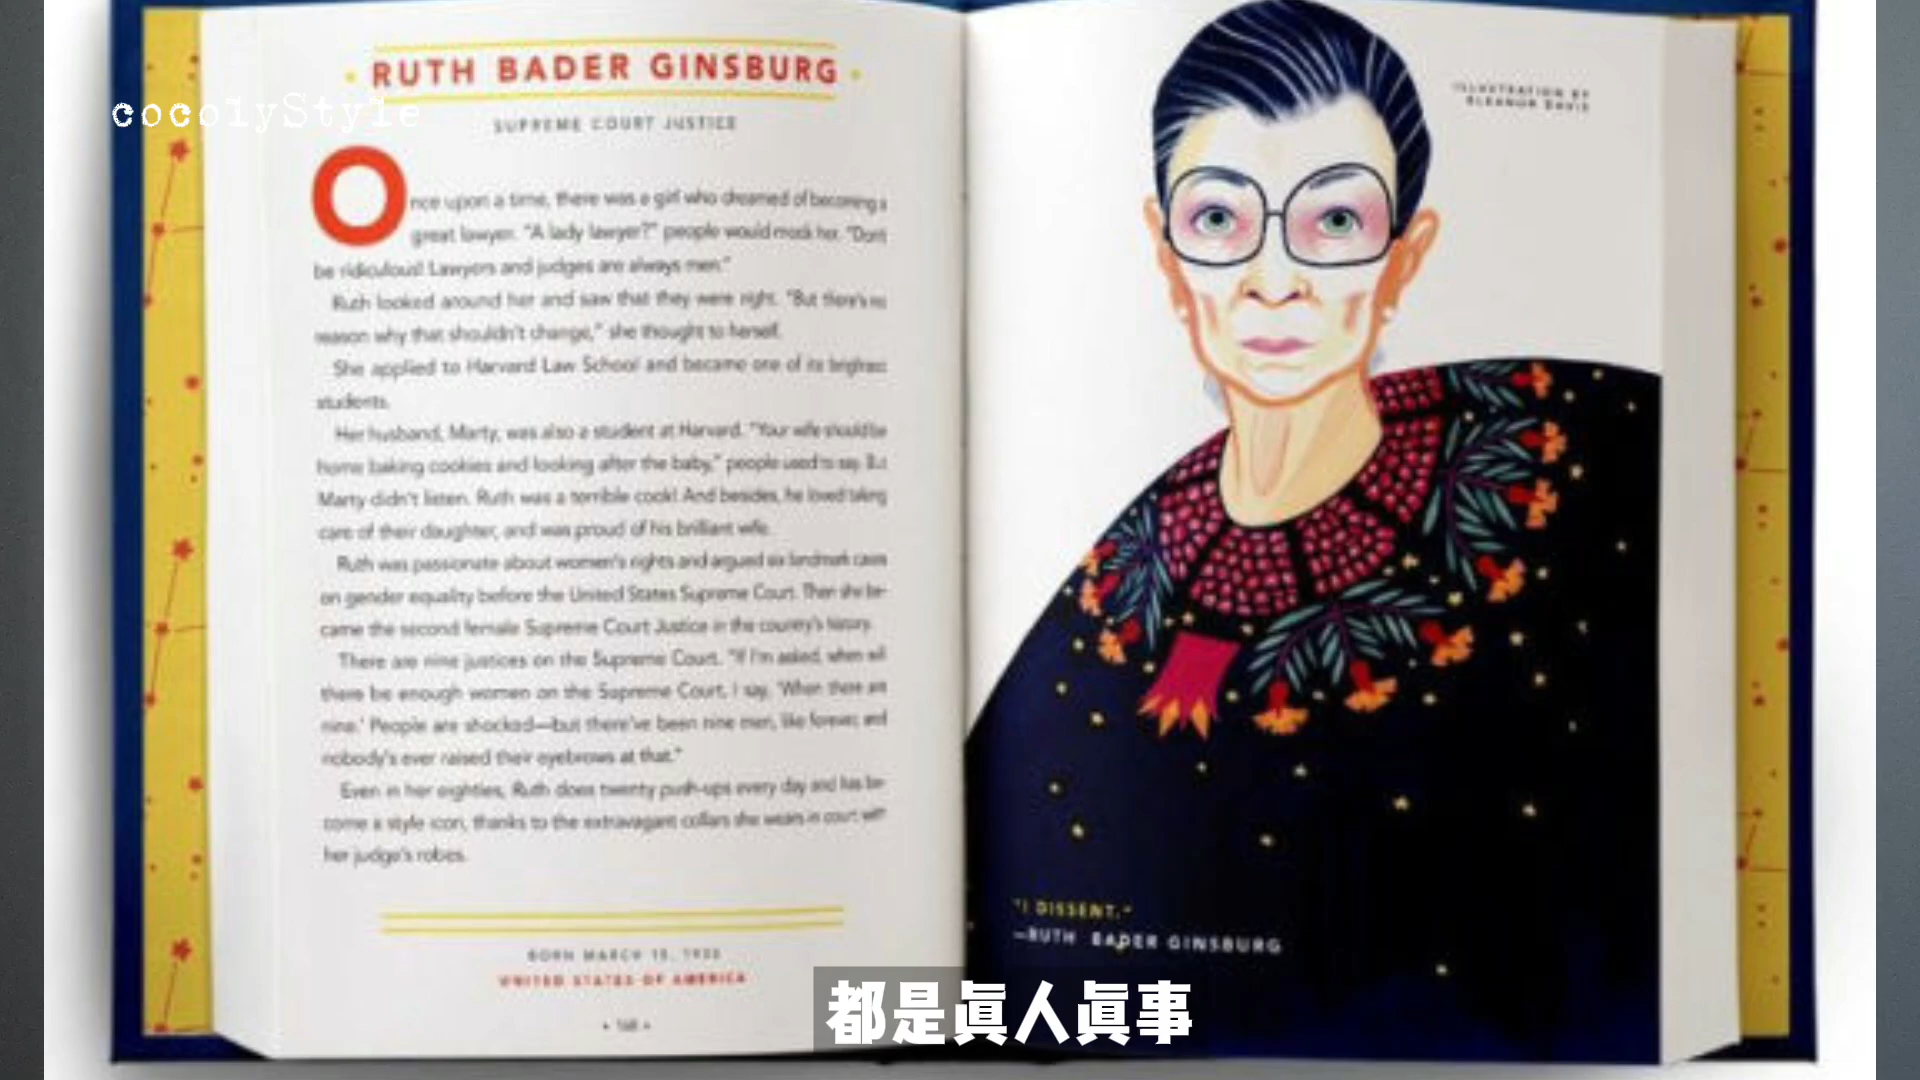 RUTH BADER GINSBURG
cocolyStyle
SUPREME COURT JUSTICE
Once upon a time, there was a girl who dreamed of becoming a
great lawyer. "A lady lawyer?" people would mock her. "Don't
be ridiculous! Lawyers and judges are always men."
Ruth looked around her and saw that they were right. "But there's no
reason why that shouldn't change," she thought to herself.
She applied to Harvard Law School and became one of its brightest
students.
Her husband, Marty, was also a student at Harvard. "Your wife should be
home baking cookies and looking after the baby," people used to say. But
Marty didn't listen. Ruth was a terrible cook! And besides, he loved taking
care of their daughter, and was proud of his brilliant wife.
Ruth was passionate about women's rights and argued six landmark cases
on gender equality before the United States Supreme Court. Then she be-
came the second female Supreme Court Justice in the country's history.
There are nine justices on the Supreme Court. "If I'm asked, when will
there be enough women on the Supreme Court, I say, 'When there are
nine.' People are shocked—but there've been nine men, like forever, and
nobody's ever raised their eyebrows at that."
Even in her eighties, Ruth does twenty push-ups every day and has be-
come a style icon, thanks to the extravagant collars she wears in court with
her judge's robes.
BORN MARCH 15, 1933
UNITED STATES OF AMERICA
ILLUSTRATION BY
ELEANOR DAVIS
"I DISSENT."
—RUTH BADER GINSBURG
都是真人真事